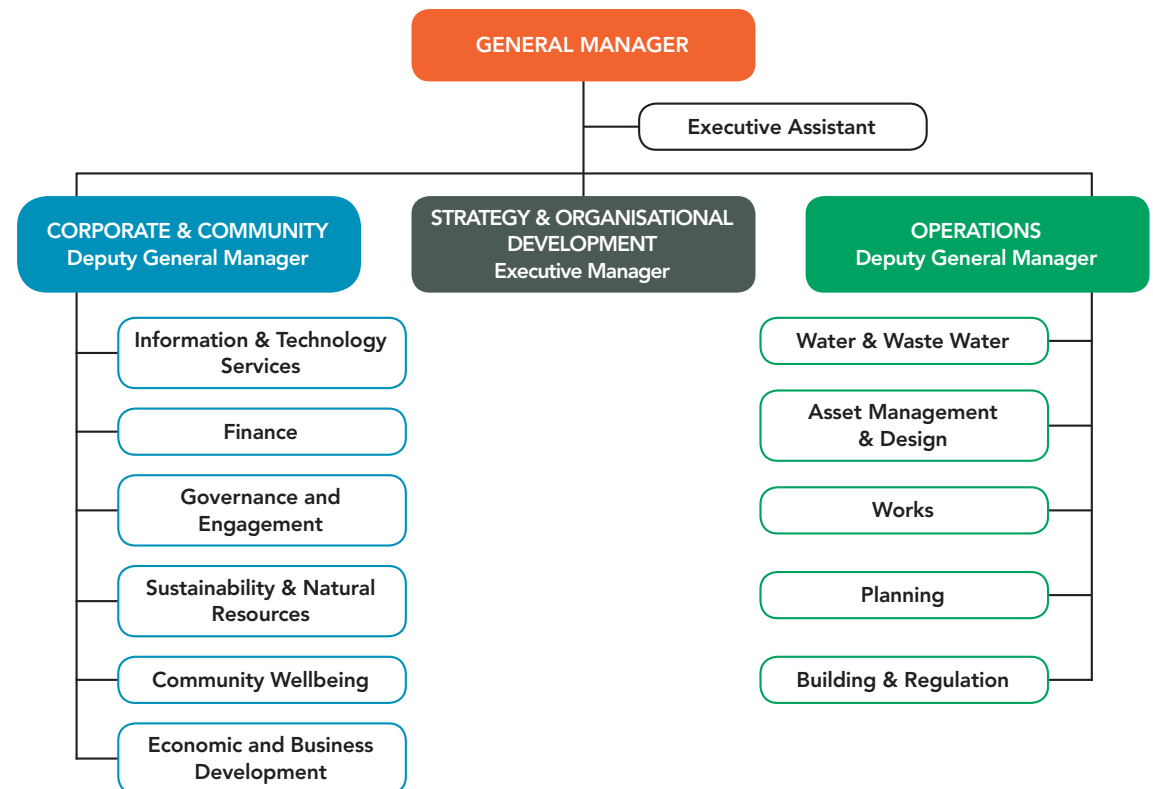 GENERAL MANAGER
Executive Assistant
CORPORATE & COMMUNITY
Deputy General Manager
STRATEGY & ORGANISATIONAL
DEVELOPMENT
Executive Manager
OPERATIONS
Deputy General Manager
Information & Technology
Services
Finance
Governance and
Engagement
Sustainability & Natural
Resources
Community Wellbeing
Economic and Business
Development
Water & Waste Water
Asset Management
& Design
Works
Planning
Building & Regulation